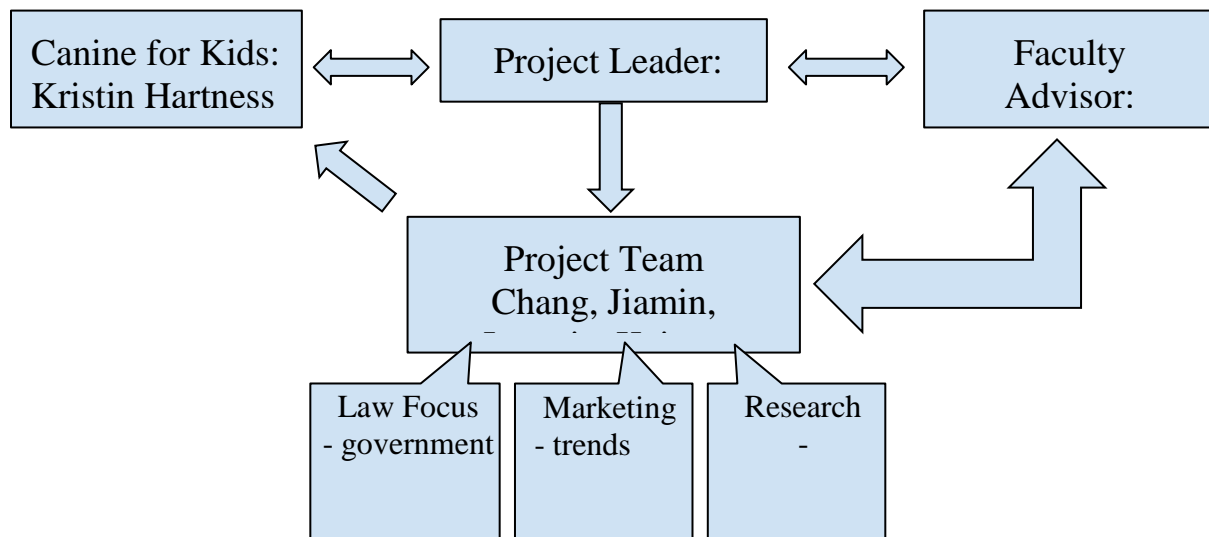 Canine for Kids:
Kristin Hartness
Project Leader:
Faculty
Advisor:
Project Team
Chang, Jiamin,
Law Focus
- government
Marketing
- trends
Research
-